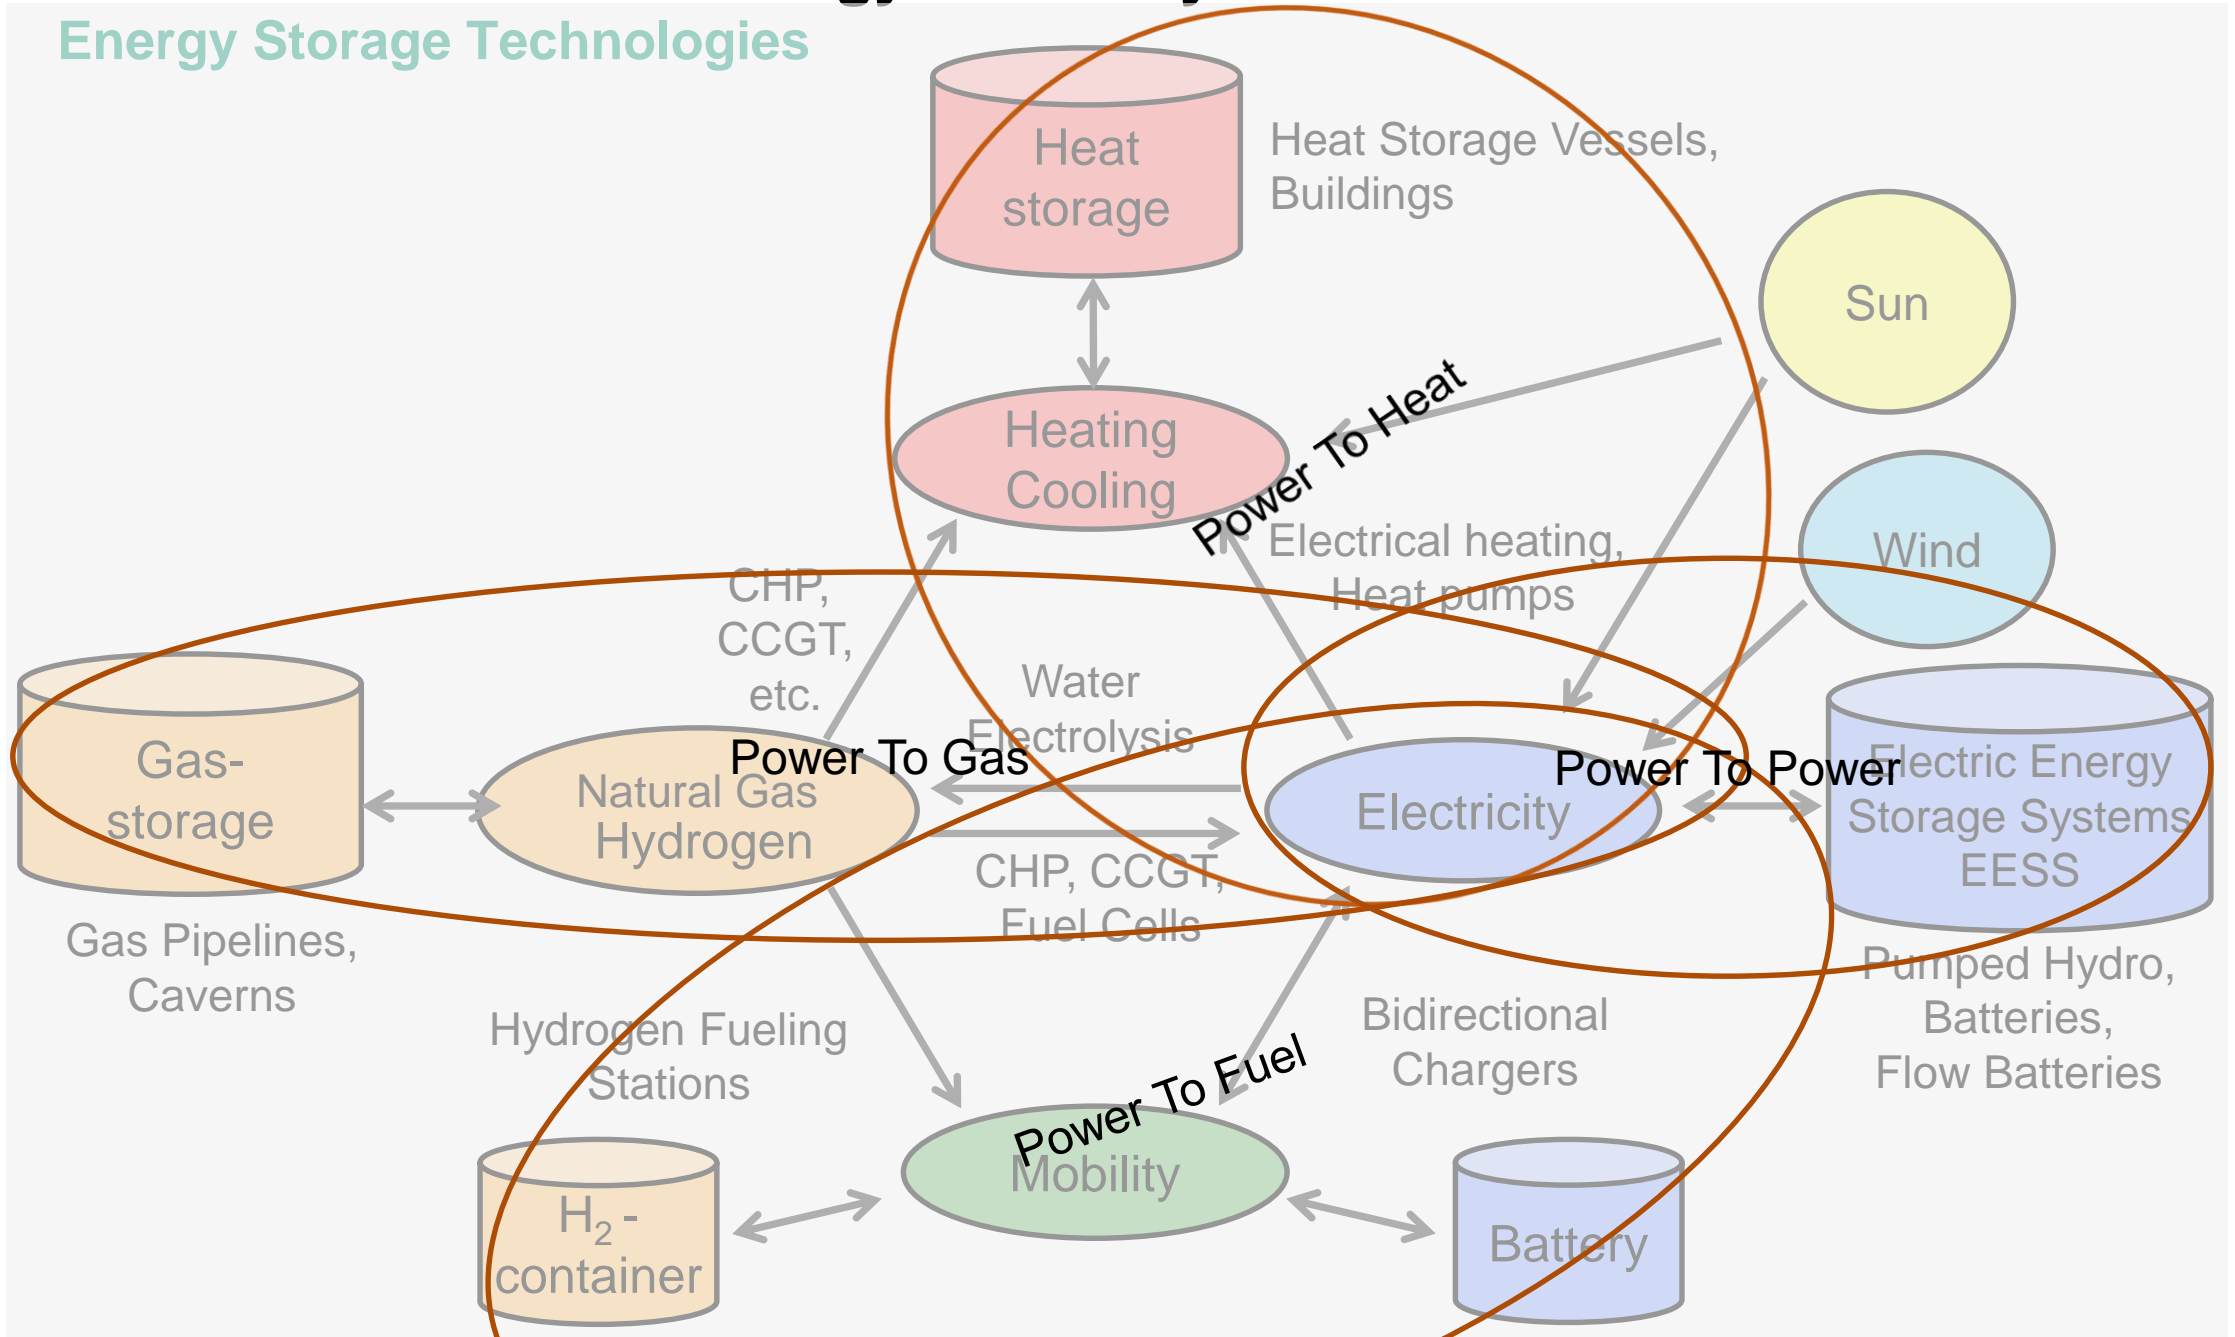 Energy Storage Technologies
Heat
storage
Heat Storage Vessels,
Buildings
Sun
Heating
Cooling
Power To Heat
Electrical heating,
Heat pumps
Wind
CHP,
CCGT,
etc.
Water
Electrolysis
Gas-
storage
Natural Gas
Hydrogen
Power To Gas
Electricity
Power To Power
Electric Energy
Storage Systems
EESS
CHP, CCGT,
Fuel Cells
Gas Pipelines,
Caverns
Pumped Hydro,
Batteries,
Flow Batteries
Hydrogen Fueling
Stations
Bidirectional
Chargers
Power To Fuel
Mobility
H₂ -
container
Battery